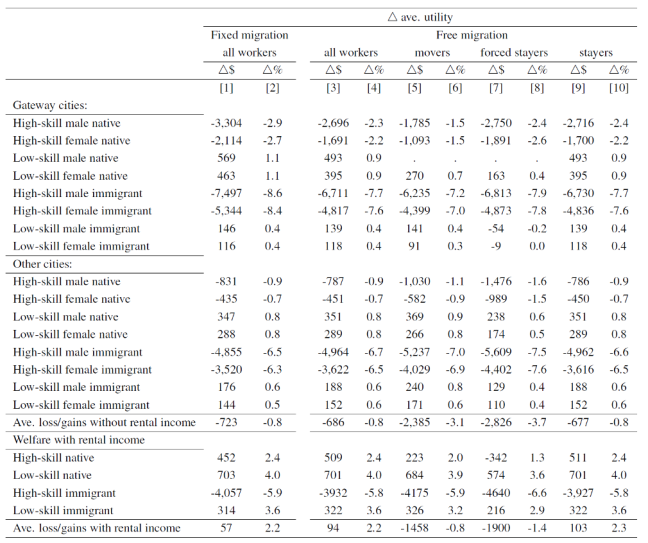 △ ave. utility
Fixed migration Free migration
all workers all workers movers forced stayers stayers
△$ △% △$ △% △$ △% △$ △% △$ △%
[1] [2] [3] [4] [5] [6] [7] [8] [9] [10]
Gateway cities:
High-skill male native -3,304 -2.9 -2,696 -2.3 -1,785 -1.5 -2,750 -2.4 -2,716 -2.4
High-skill female native -2,114 -2.7 -1,691 -2.2 -1,093 -1.5 -1,891 -2.6 -1,700 -2.2
Low-skill male native 569 1.1 493 0.9 . . . . 493 0.9
Low-skill female native 463 1.1 395 0.9 270 0.7 163 0.4 395 0.9
High-skill male immigrant -7,497 -8.6 -6,711 -7.7 -6,235 -7.2 -6,813 -7.9 -6,730 -7.7
High-skill female immigrant -5,344 -8.4 -4,817 -7.6 -4,399 -7.0 -4,873 -7.8 -4,836 -7.6
Low-skill male immigrant 146 0.4 139 0.4 141 0.4 -54 -0.2 139 0.4
Low-skill female immigrant 116 0.4 118 0.4 91 0.3 -9 0.0 118 0.4
Other cities:
High-skill male native -831 -0.9 -787 -0.9 -1,030 -1.1 -1,476 -1.6 -786 -0.9
High-skill female native -435 -0.7 -451 -0.7 -582 -0.9 -989 -1.5 -450 -0.7
Low-skill male native 347 0.8 351 0.8 369 0.9 238 0.6 351 0.8
Low-skill female native 288 0.8 289 0.8 266 0.8 174 0.5 289 0.8
High-skill male immigrant -4,855 -6.5 -4,964 -6.7 -5,237 -7.0 -5,609 -7.5 -4,962 -6.6
High-skill female immigrant -3,520 -6.3 -3,622 -6.5 -4,029 -6.9 -4,402 -7.6 -3,616 -6.5
Low-skill male immigrant 176 0.6 188 0.6 240 0.8 129 0.4 188 0.6
Low-skill female immigrant 144 0.5 152 0.6 171 0.6 110 0.4 152 0.6
Ave. loss/gains without rental income -723 -0.8 -686 -0.8 -2,385 -3.1 -2,826 -3.7 -677 -0.8
Welfare with rental income
High-skill native 452 2.4 509 2.4 223 2.0 -342 1.3 511 2.4
Low-skill native 703 4.0 701 4.0 684 3.9 574 3.6 701 4.0
High-skill immigrant -4,057 -5.9 -3932 -5.8 -4175 -5.9 -4640 -6.6 -3,927 -5.8
Low-skill immigrant 314 3.6 322 3.6 326 3.2 216 2.9 322 3.6
Ave. loss/gains with rental income 57 2.2 94 2.2 -1458 -0.8 -1900 -1.4 103 2.3